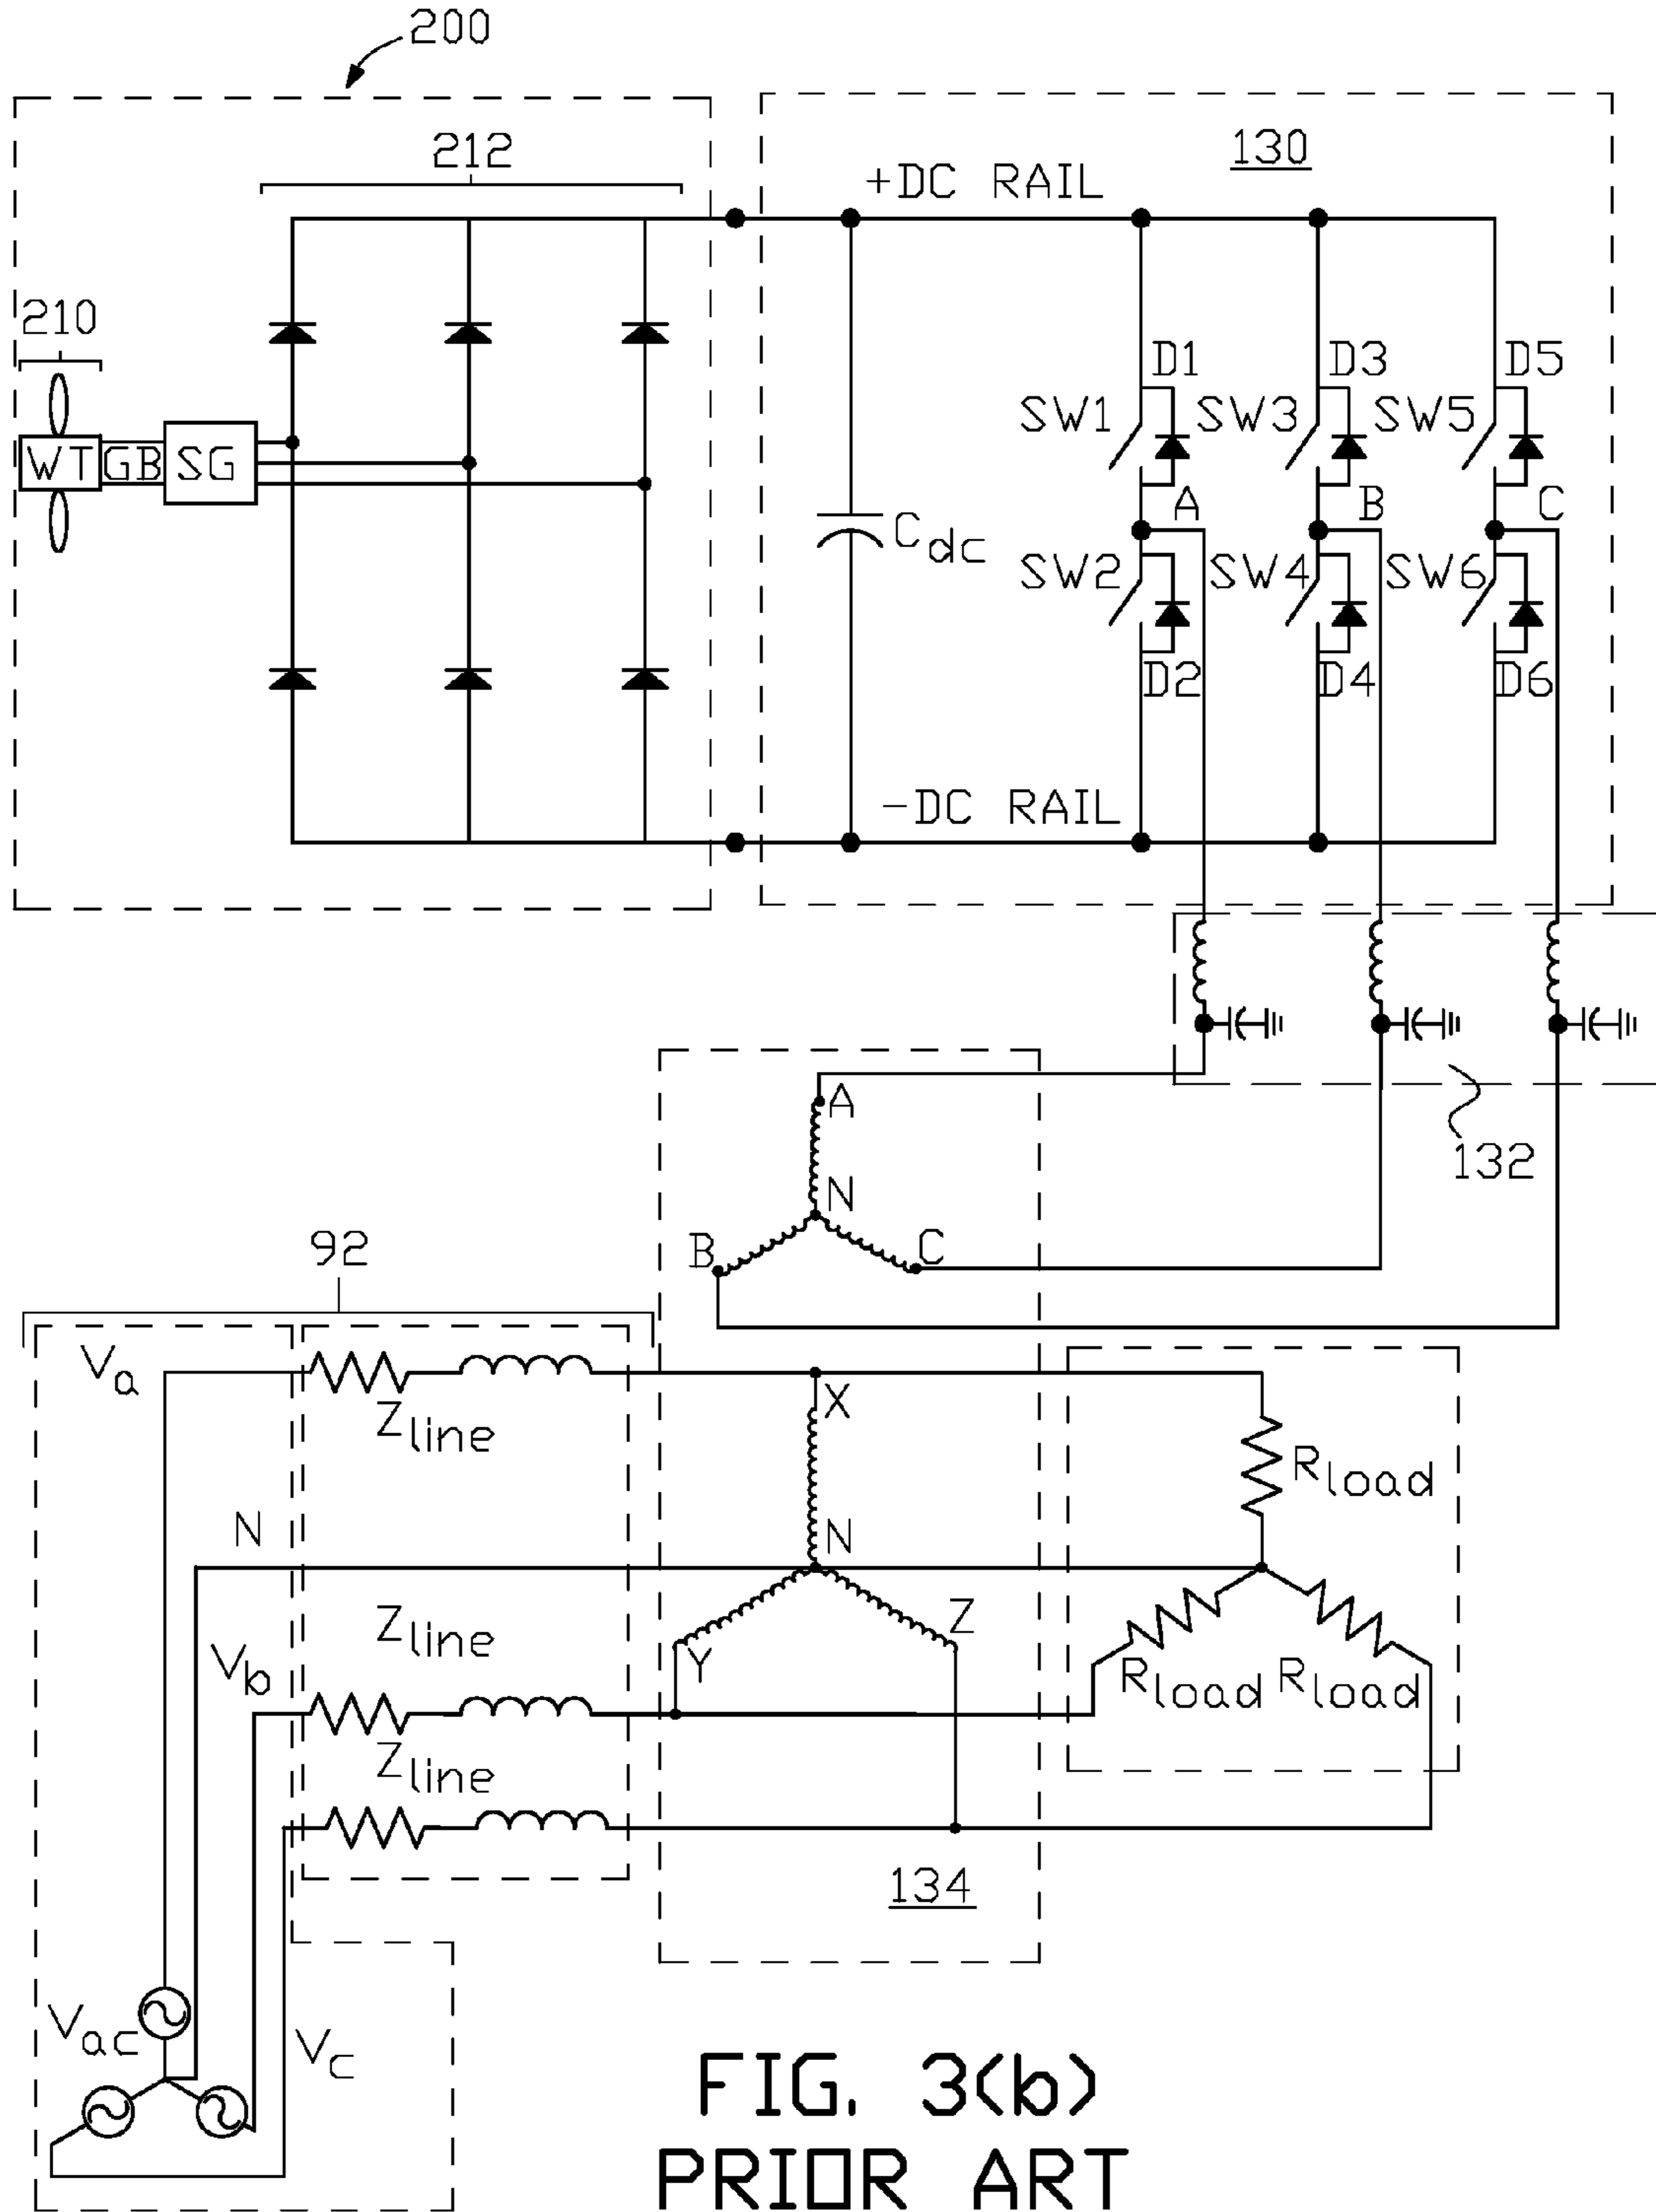 200
212
130
+DC RAIL
210
D1 D3 D5
SW1 SW3 SW5
WT GB SG
A B C
Cdc
SW2 SW4 SW6
D2 D4 D6
-DC RAIL
A
132
N
B C
92
Va
X
Zline
Rload
N N
Zline
Z
Vb
Y
Rload Rload
Zline
134
Vac
Vc
FIG. 3(b)
PRIOR ART